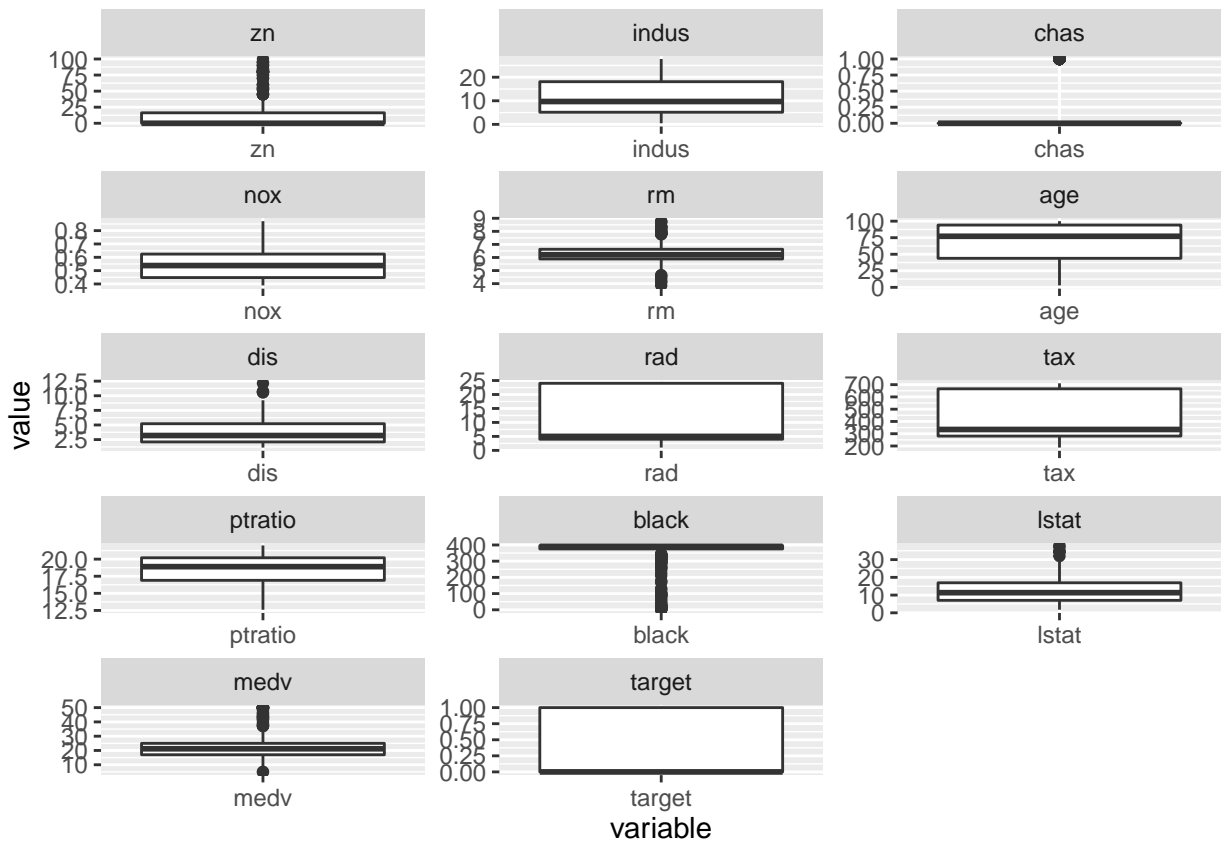 zn
100
75
50
25
0
zn
indus
20
10
0
indus
chas
1.00
0.75
0.50
0.25
0.00
chas
nox
0.8
0.7
0.6
0.5
0.4
nox
rm
9
8
7
6
5
4
rm
age
100
75
50
25
0
age
value
dis
12.5
10.0
7.5
5.0
2.5
dis
rad
25
20
15
10
5
0
rad
tax
700
600
500
400
300
200
tax
ptratio
20.0
17.5
15.0
12.5
ptratio
black
400
300
200
100
0
black
lstat
30
20
10
0
lstat
medv
50
40
30
20
10
medv
target
1.00
0.75
0.50
0.25
0.00
target
variable